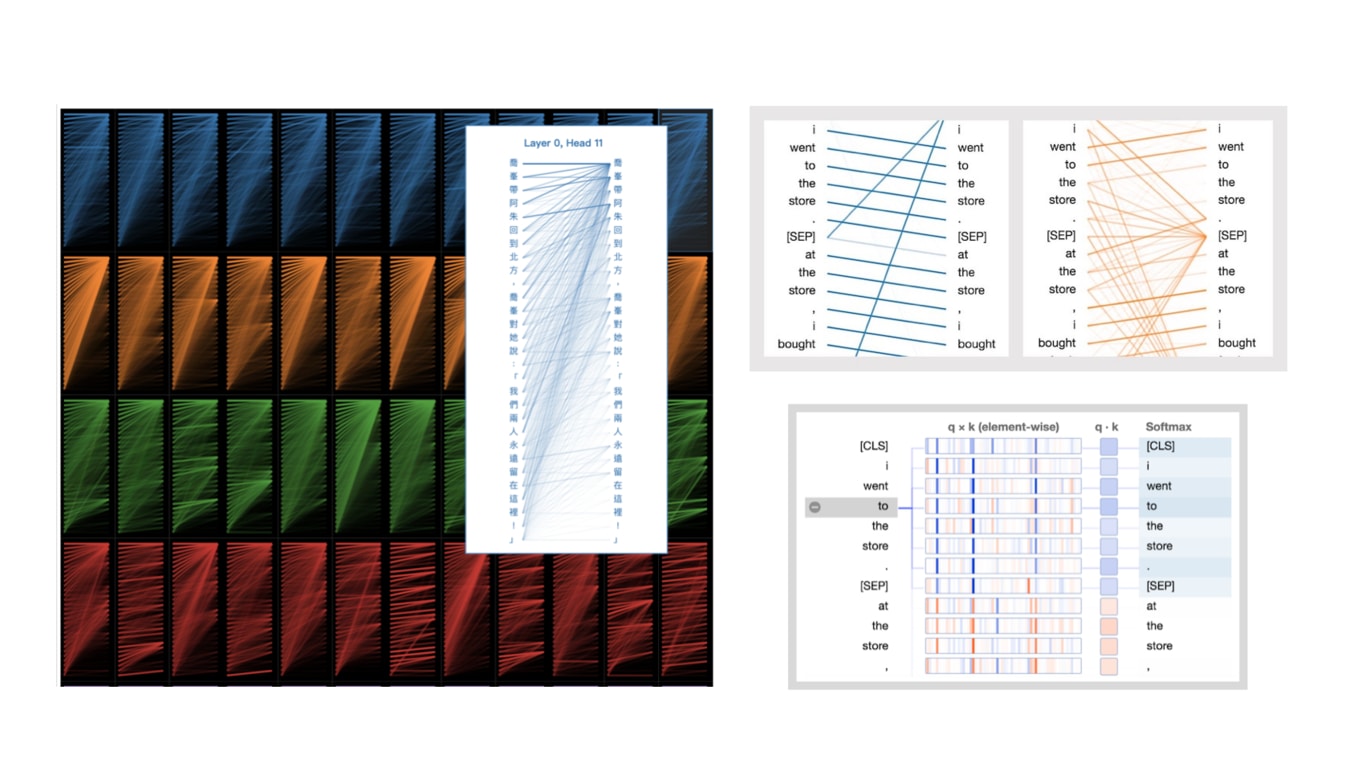 Layer 0, Head 11
喬 喬
峯 峯
帶 帶
阿 阿
朱 朱
回 回
到 到
北 北
方 方
, ,
喬 喬
峯 峯
對 對
她 她
說 說
: :
「 「
我 我
們 們
兩 兩
人 人
永 永
遠 遠
留 留
在 在
這 這
裡 裡
! !
」 」
i i
went went
to to
the the
store store
. .
[SEP] [SEP]
at at
the the
store store
, ,
i i
bought bought
i i
went went
to to
the the
store store
. .
[SEP] [SEP]
at at
the the
store store
, ,
i i
bought bought
q × k (element-wise) q · k Softmax
[CLS] [CLS]
i i
went went
to to
the the
store store
. .
[SEP] [SEP]
at at
the the
store store
, ,